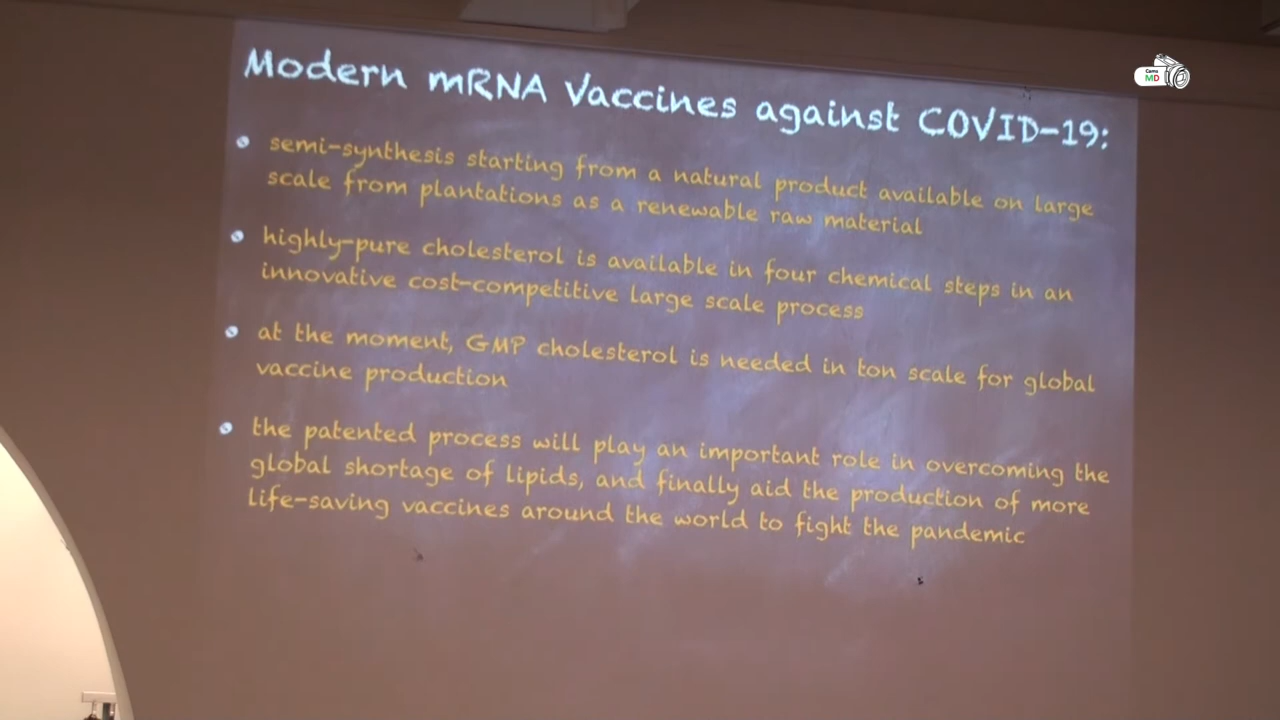 Modern mRNA Vaccines against COVID-19:
semi-synthesis starting from a natural product available on large
scale from plantations as a renewable raw material
highly-pure cholesterol is available in four chemical steps in an
innovative cost-competitive large scale process
at the moment, GMP cholesterol is needed in ton scale for global
vaccine production
the patented process will play an important role in overcoming the
global shortage of lipids, and finally aid the production of more
life-saving vaccines around the world to fight the pandemic
Cams
MD